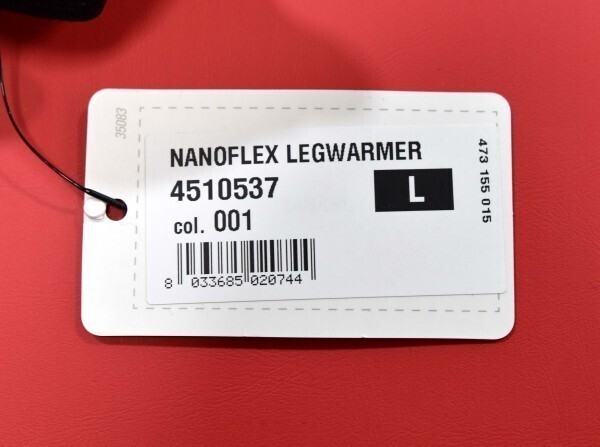 35083
NANOFLEX LEGWARMER
4510537
L
col. 001
8 033685 020744
473 155 015